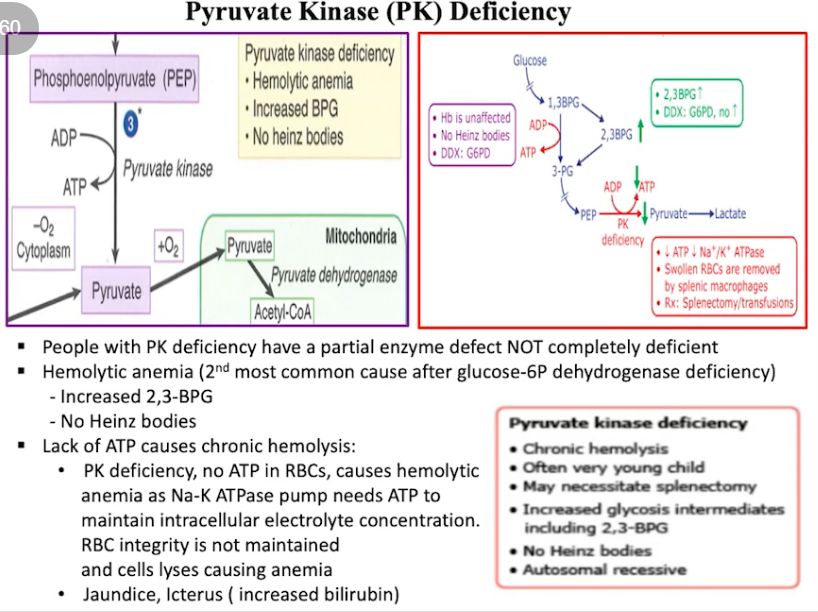 Pyruvate Kinase (PK) Deficiency
60
Phosphoenolpyruvate (PEP)
3*
ADP
ATP
Pyruvate kinase
–O₂
Cytoplasm
+O₂
Pyruvate
Pyruvate
Mitochondria
Pyruvate dehydrogenase
Acetyl-CoA
Pyruvate kinase deficiency
• Hemolytic anemia
• Increased BPG
• No heinz bodies
Glucose
1,3BPG
2,3BPG
ADP
ATP
3-PG
PEP
ADP
ATP
PK
deficiency
Pyruvate
Lactate
• Hb is unaffected
• No Heinz bodies
• DDX: G6PD
• 2,3BPG↑
• DDX: G6PD, no ↑
• ↓ ATP ↓ Na⁺/K⁺ ATPase
• Swollen RBCs are removed
by splenic macrophages
• Rx: Splenectomy/transfusions
▪ People with PK deficiency have a partial enzyme defect NOT completely deficient
▪ Hemolytic anemia (2nd most common cause after glucose-6P dehydrogenase deficiency)
- Increased 2,3-BPG
- No Heinz bodies
▪ Lack of ATP causes chronic hemolysis:
• PK deficiency, no ATP in RBCs, causes hemolytic
anemia as Na-K ATPase pump needs ATP to
maintain intracellular electrolyte concentration.
RBC integrity is not maintained
and cells lyses causing anemia
• Jaundice, Icterus ( increased bilirubin)
Pyruvate kinase deficiency
• Chronic hemolysis
• Often very young child
• May necessitate splenectomy
• Increased glycosis intermediates
including 2,3-BPG
• No Heinz bodies
• Autosomal recessive